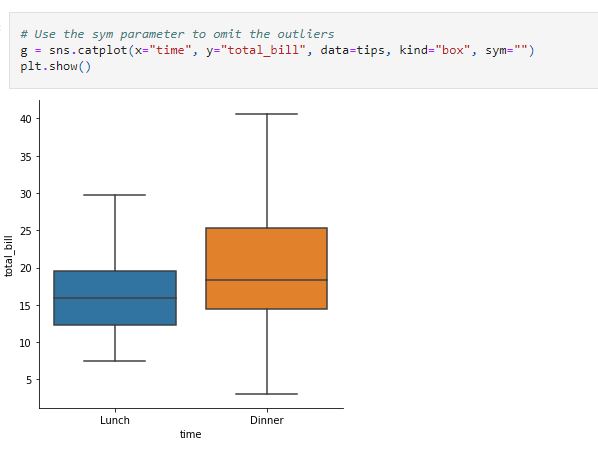 # Use the sym parameter to omit the outliers
g = sns.catplot(x="time", y="total_bill", data=tips, kind="box", sym="")
plt.show()
40
35
30
25
20
15
10
5
total_bill
Lunch Dinner
time